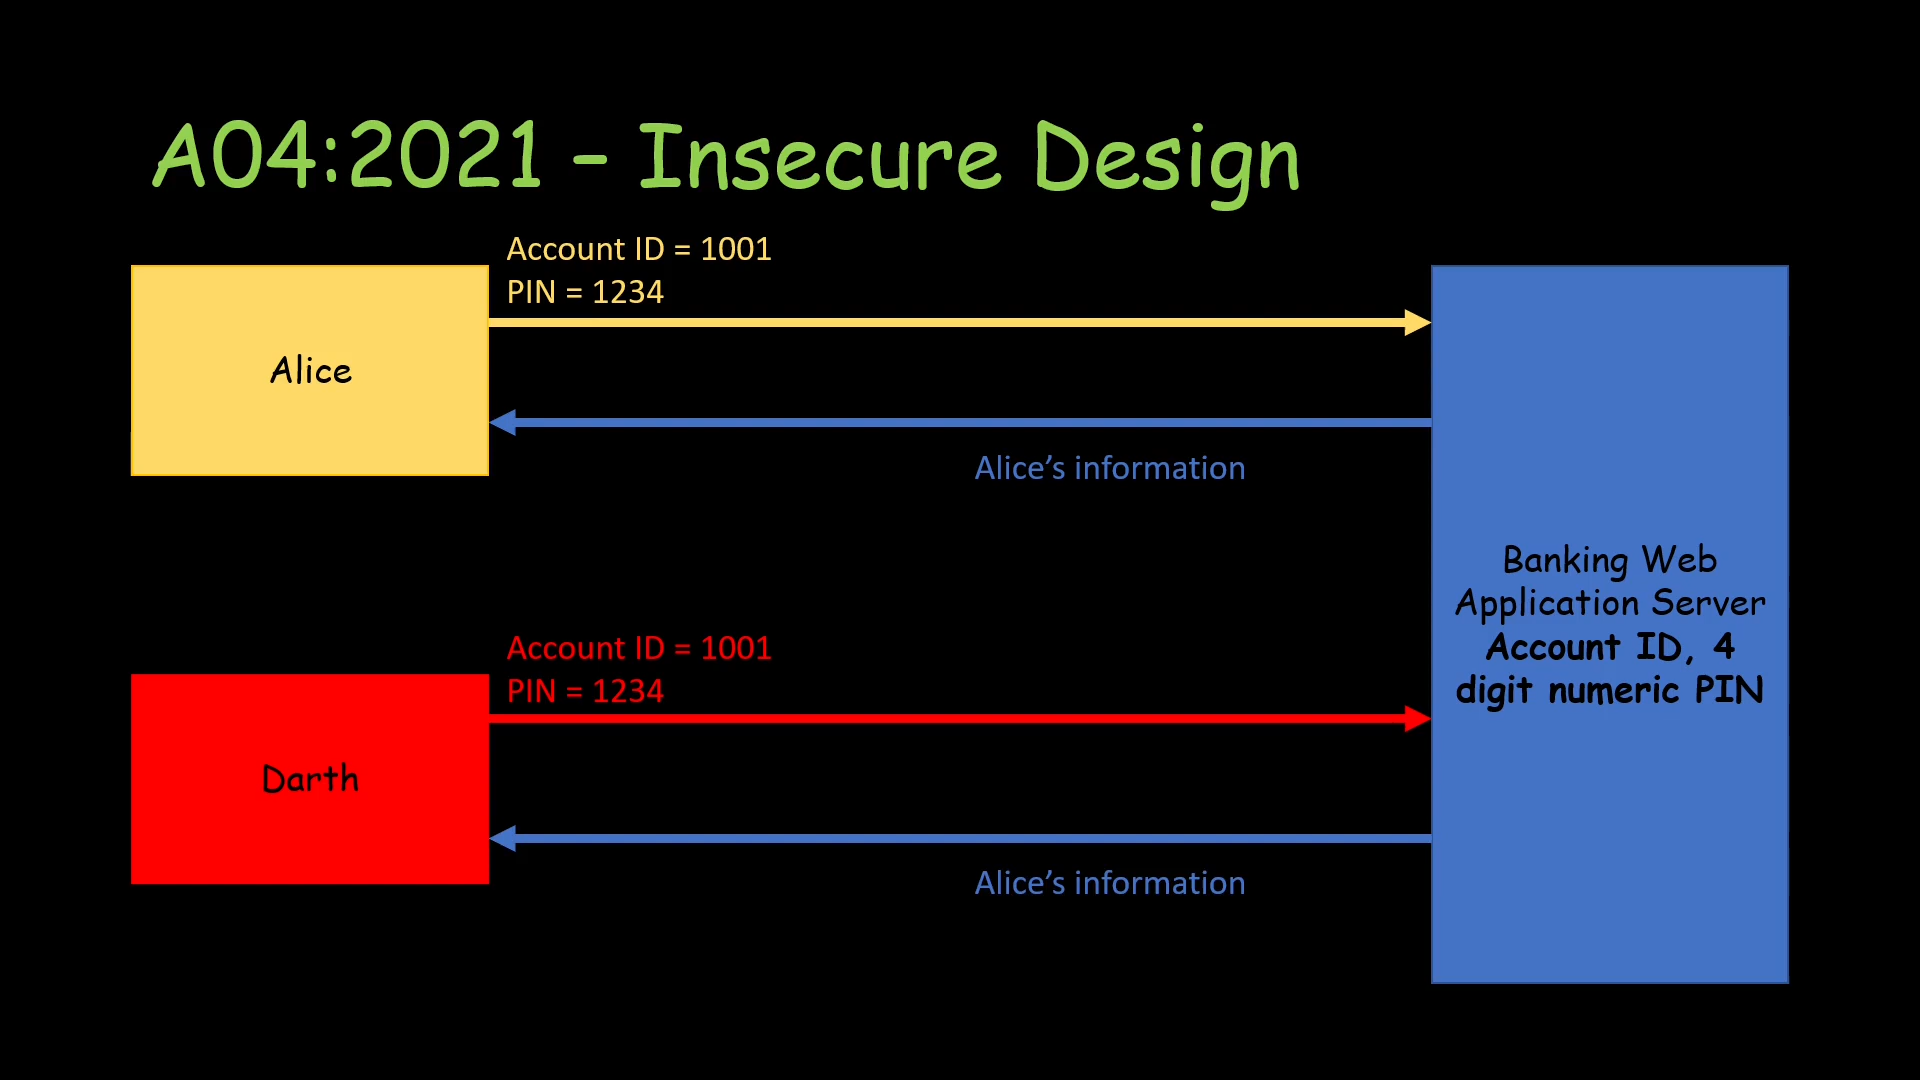 A04:2021 – Insecure Design
Account ID = 1001
PIN = 1234
Alice
Alice’s information
Banking Web
Application Server
Account ID, 4
digit numeric PIN
Account ID = 1001
PIN = 1234
Darth
Alice’s information